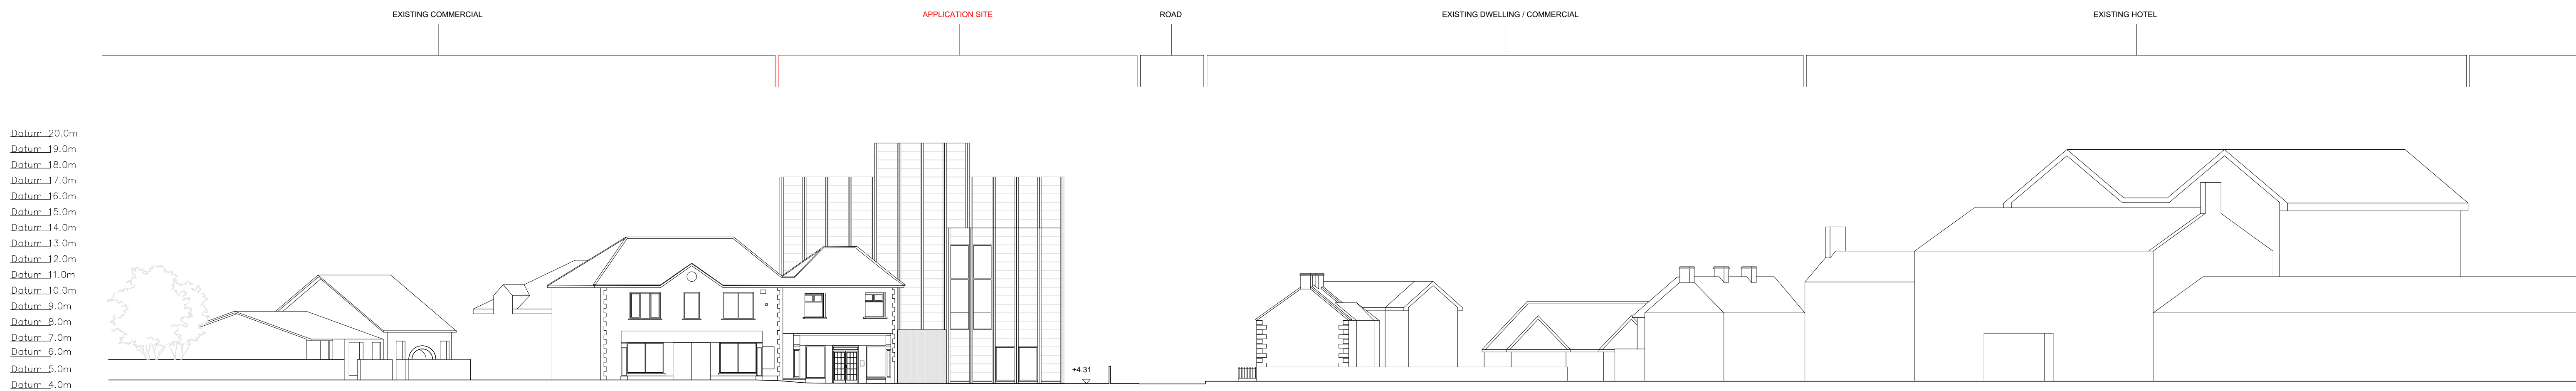 EXISTING COMMERCIAL
APPLICATION SITE
ROAD
EXISTING DWELLING / COMMERCIAL
EXISTING HOTEL
Datum 20.0m
Datum 19.0m
Datum 18.0m
Datum 17.0m
Datum 16.0m
Datum 15.0m
Datum 14.0m
Datum 13.0m
Datum 12.0m
Datum 11.0m
Datum 10.0m
Datum 9.0m
Datum 8.0m
Datum 7.0m
Datum 6.0m
Datum 5.0m
Datum 4.0m
+4.31